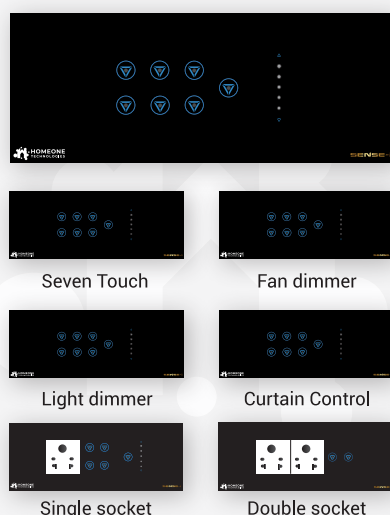 HOMEONE
TECHNOLOGIES
SENSE
Seven Touch
Fan dimmer
Light dimmer
Curtain Control
Single socket
Double socket